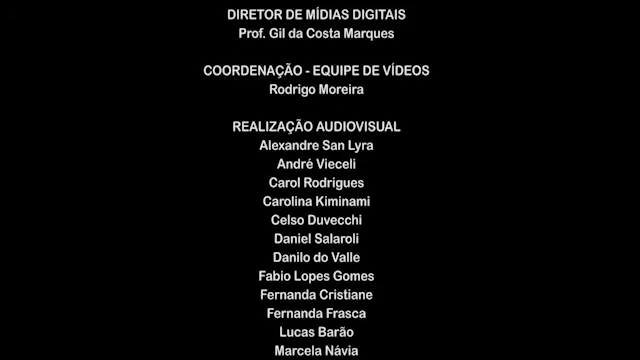 DIRETOR DE MÍDIAS DIGITAIS
Prof. Gil da Costa Marques
COORDENAÇÃO - EQUIPE DE VÍDEOS
Rodrigo Moreira
REALIZAÇÃO AUDIOVISUAL
Alexandre San Lyra
André Vieceli
Carol Rodrigues
Carolina Kiminami
Celso Duvecchi
Daniel Salaroli
Danilo do Valle
Fabio Lopes Gomes
Fernanda Cristiane
Fernanda Frasca
Lucas Barão
Marcela Návia